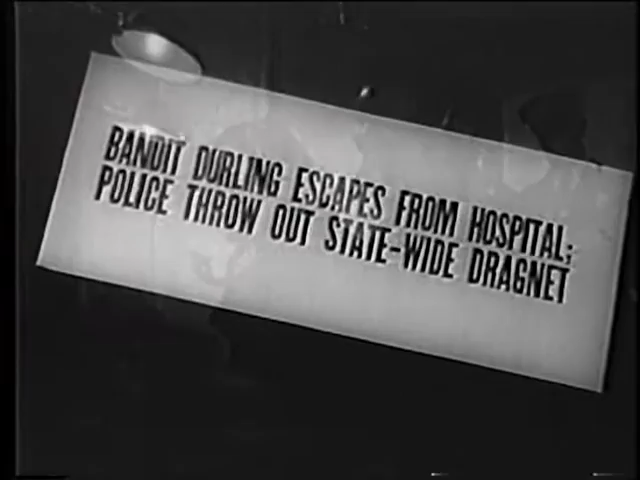 BANDIT DURLING ESCAPES FROM HOSPITAL;
POLICE THROW OUT STATE-WIDE DRAGNET